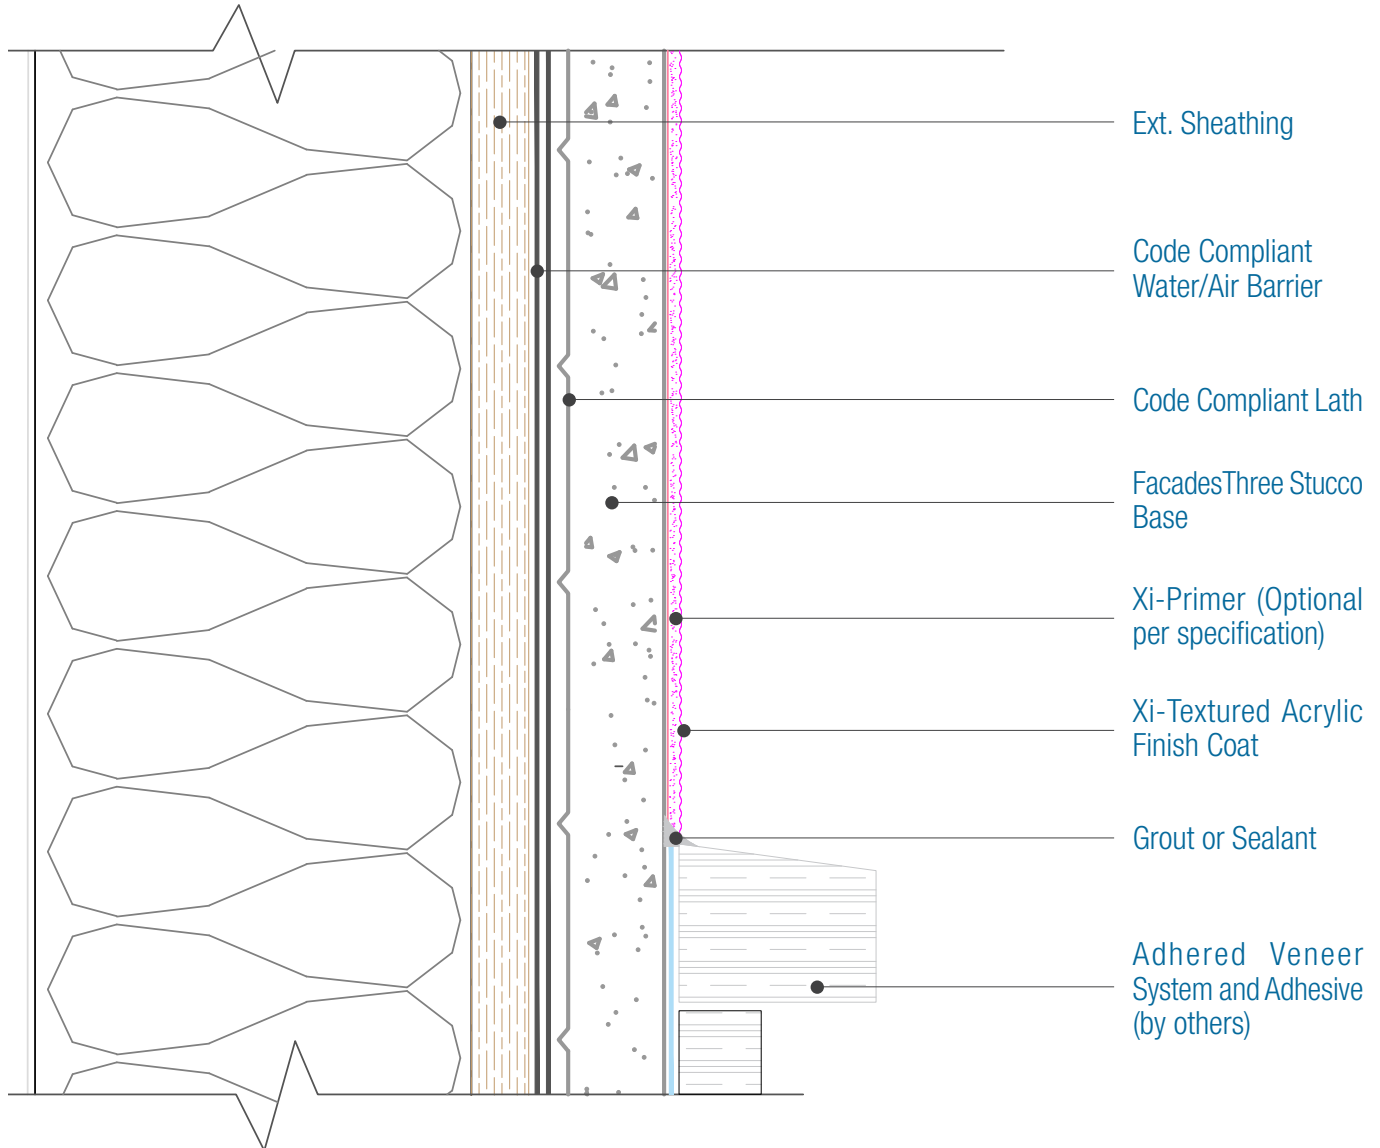 Ext. Sheathing
Code Compliant
Water/Air Barrier
Code Compliant Lath
FacadesThree Stucco
Base
Xi-Primer (Optional
per specification)
Xi-Textured Acrylic
Finish Coat
Grout or Sealant
Adhered Veneer
System and Adhesive
(by others)